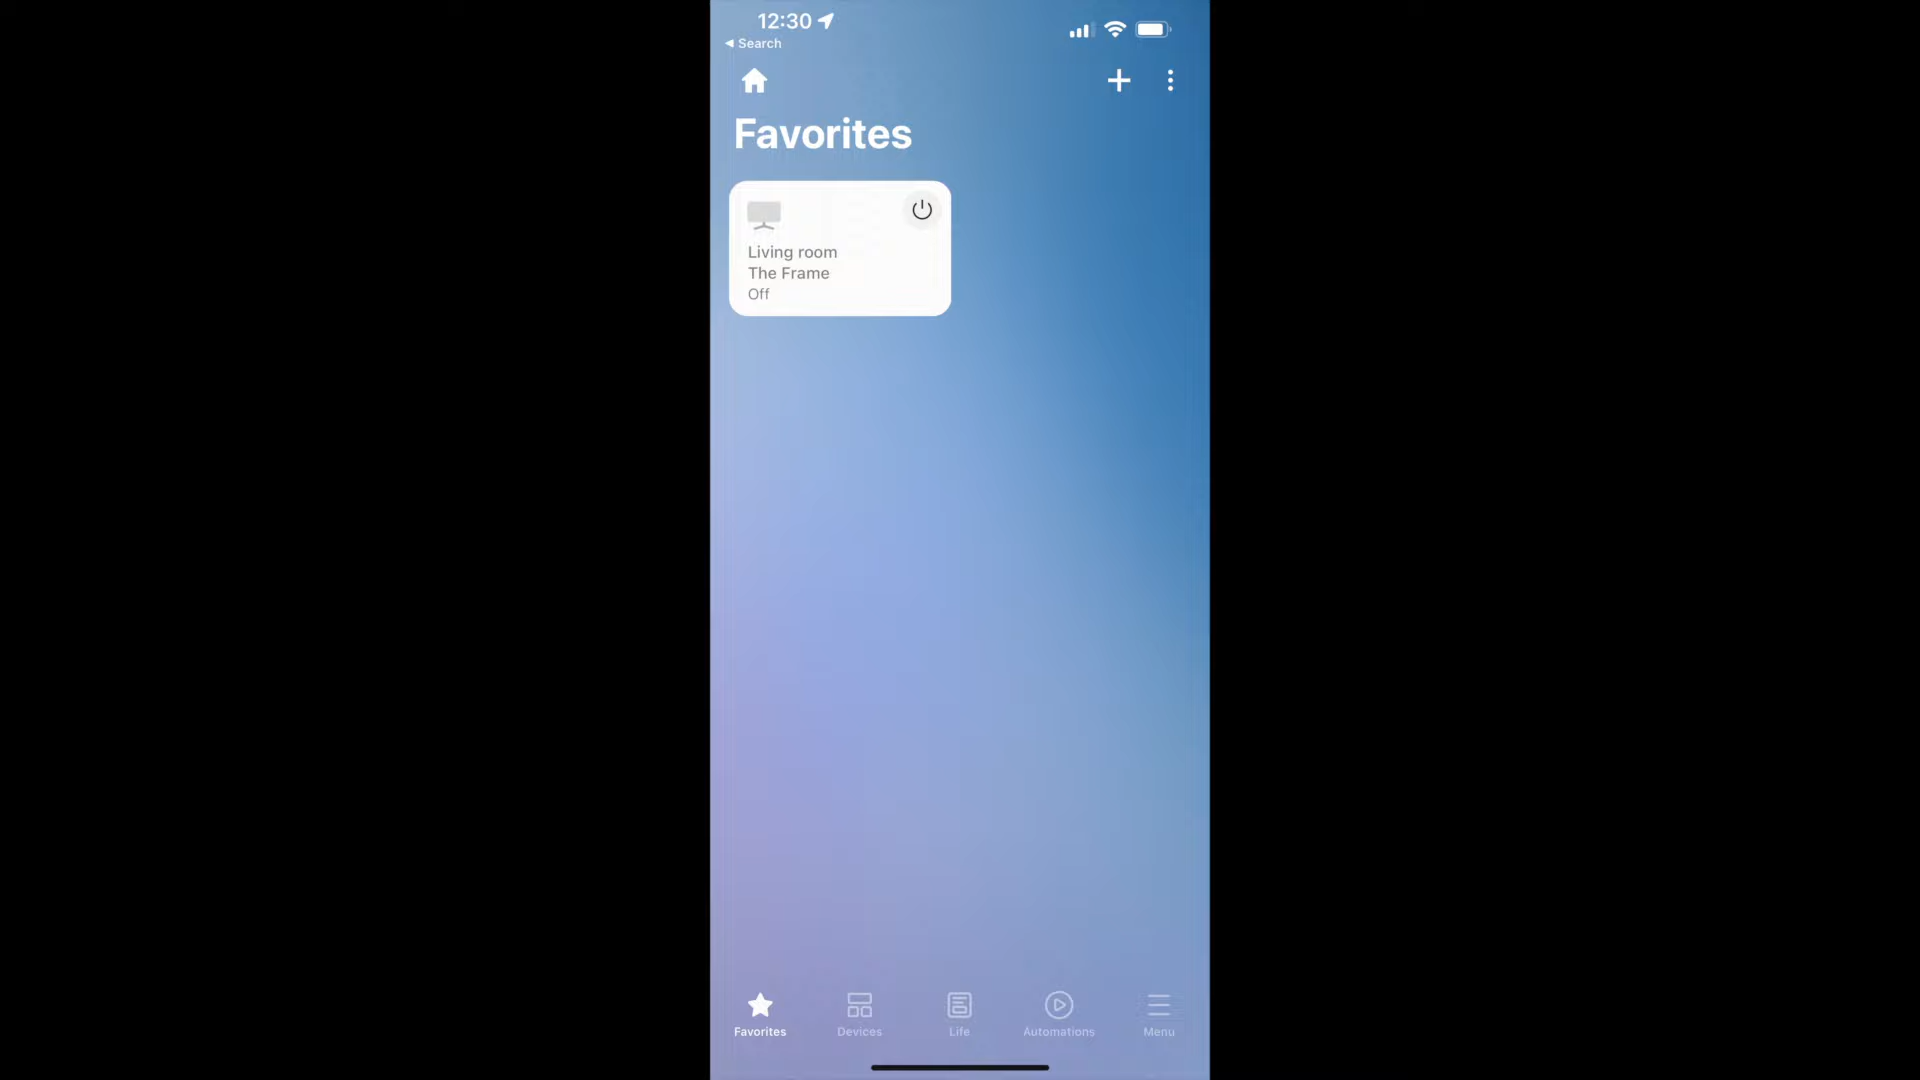 12:30
◀ Search
Favorites
Living room
The Frame
Off
Favorites
Devices
Life
Automations
Menu